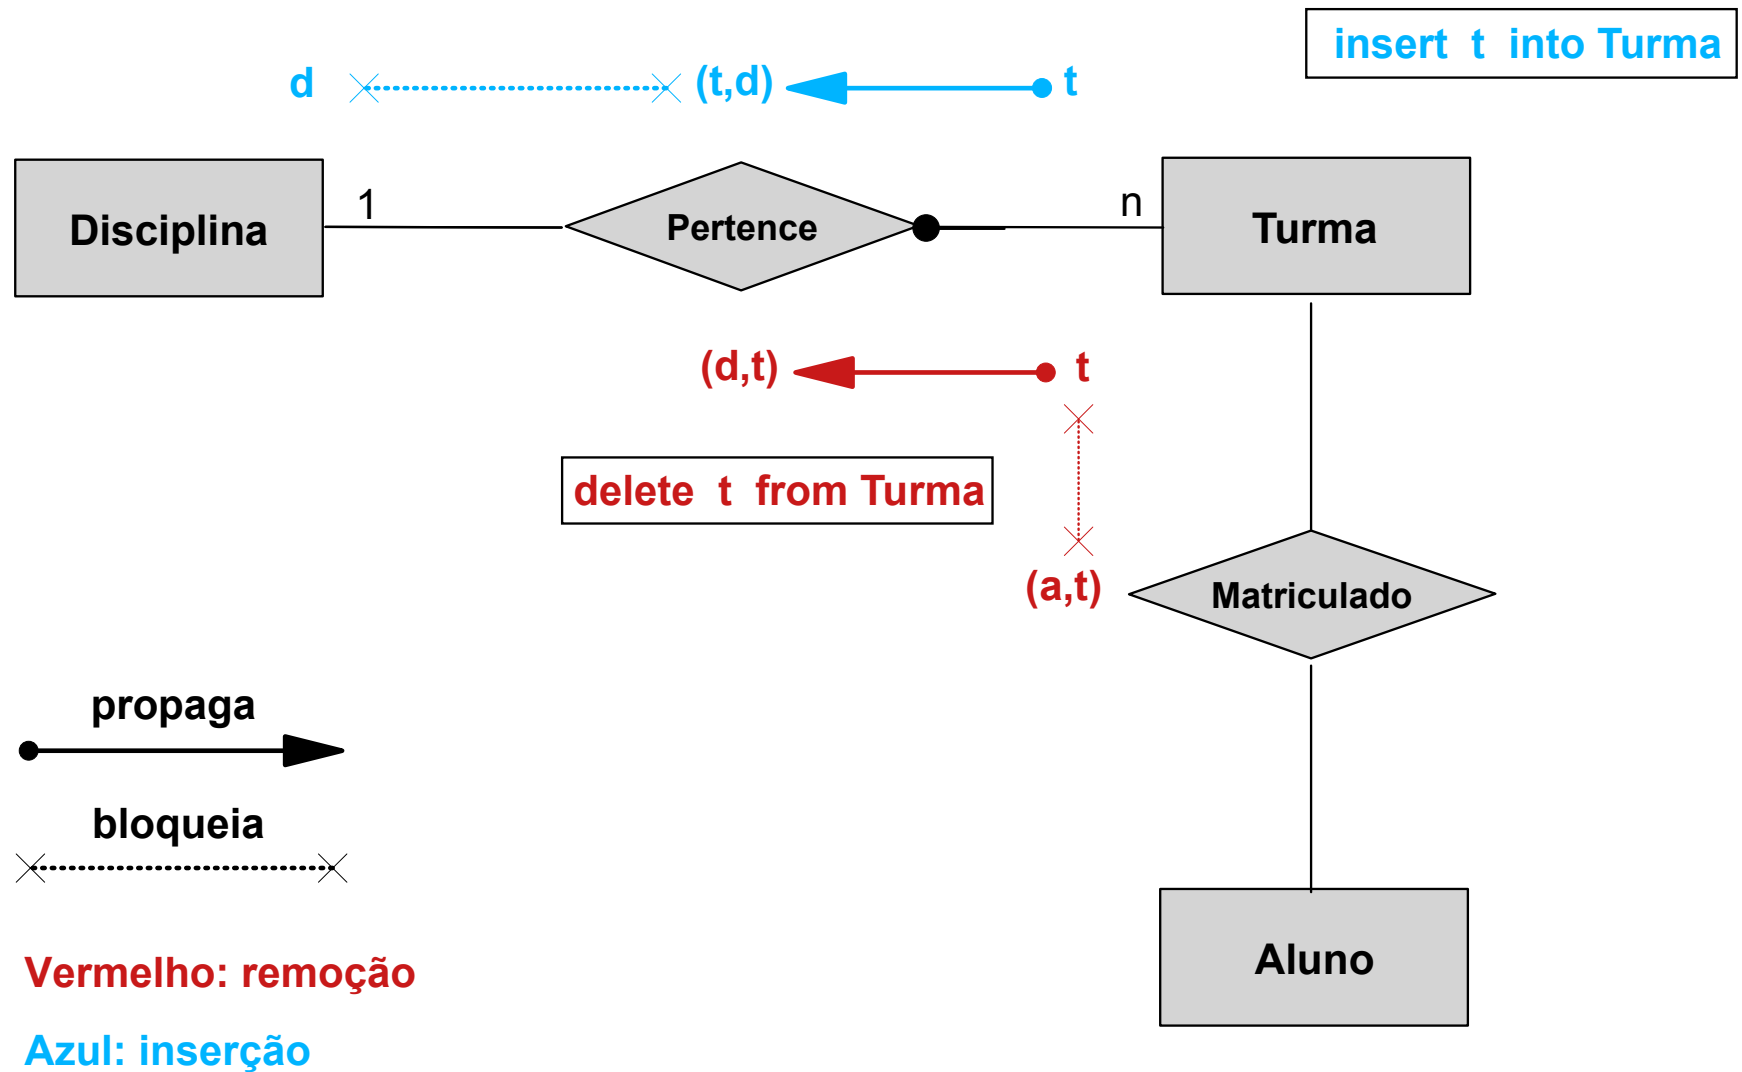 insert t into Turma
d (t,d) t
1 n
Disciplina Pertence Turma
(d,t) t
delete t from Turma
(a,t) Matriculado
propaga
bloqueia
Aluno
Vermelho: remoção
Azul: inserção